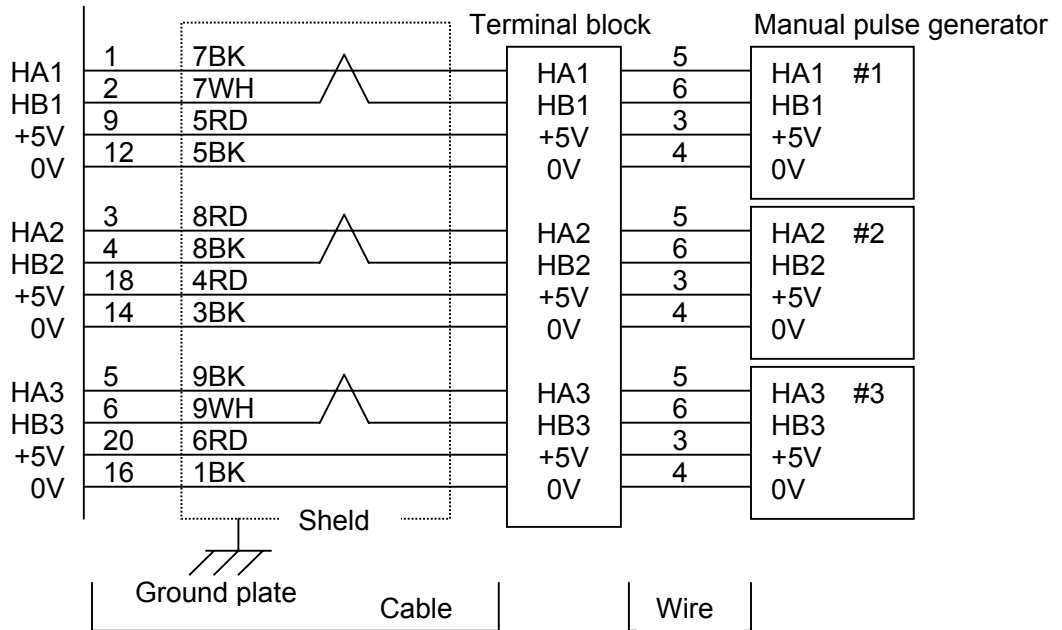 Terminal block Manual pulse generator
HA1 1 7BK HA1 5 HA1 #1
HB1 2 7WH HB1 6 HB1
+5V 9 5RD +5V 3 +5V
0V 12 5BK 0V 4 0V
HA2 3 8RD HA2 5 HA2 #2
HB2 4 8BK HB2 6 HB2
+5V 18 4RD +5V 3 +5V
0V 14 3BK 0V 4 0V
HA3 5 9BK HA3 5 HA3 #3
HB3 6 9WH HB3 6 HB3
+5V 20 6RD +5V 3 +5V
0V 16 1BK 0V 4 0V
Sheld
Ground plate
Cable Wire